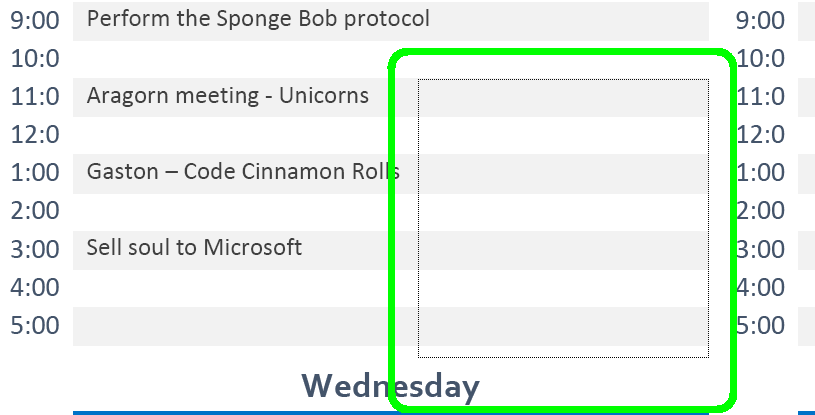 9:00 Perform the Sponge Bob protocol 9:00
10:0 10:0
11:0 Aragorn meeting - Unicorns 11:0
12:0 12:0
1:00 Gaston – Code Cinnamon Rolls 1:00
2:00 2:00
3:00 Sell soul to Microsoft 3:00
4:00 4:00
5:00 5:00
Wednesday